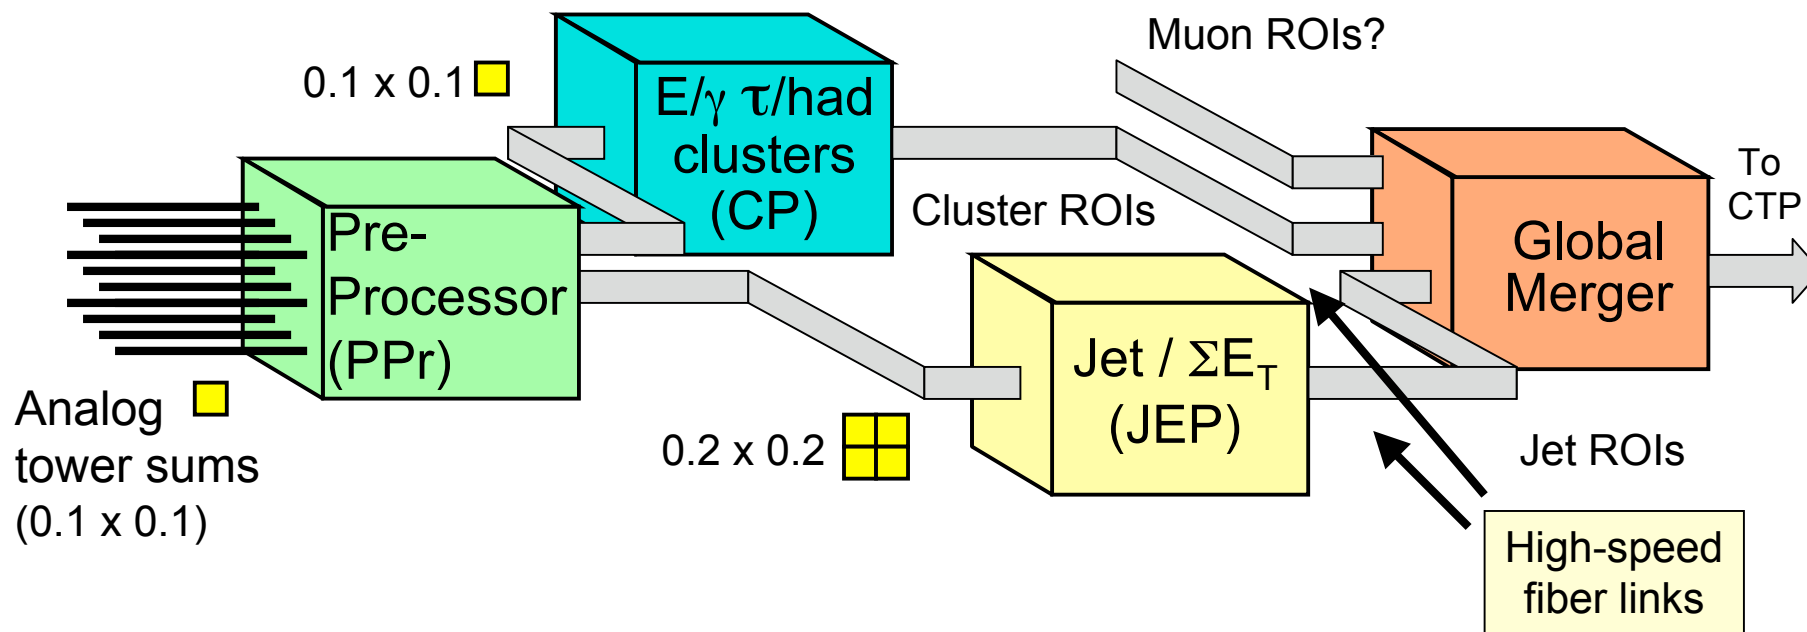 Muon ROIs?
0.1 x 0.1
E/γ τ/had
clusters
(CP)
To
CTP
Cluster ROIs
Pre-
Processor
(PPr)
Global
Merger
Analog
tower sums
(0.1 x 0.1)
0.2 x 0.2
Jet / ΣE_T
(JEP)
Jet ROIs
High-speed
fiber links